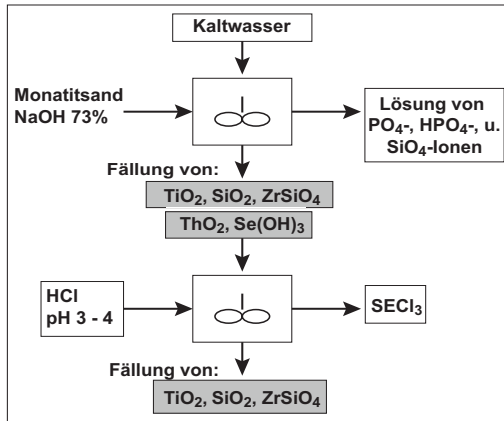 Kaltwasser
Monatitsand
NaOH 73%
Lösung von
PO₄-, HPO₄-, u.
SiO₄-Ionen
Fällung von:
TiO₂, SiO₂, ZrSiO₄
ThO₂, Se(OH)₃
HCl
pH 3 - 4
SECl₃
Fällung von:
TiO₂, SiO₂, ZrSiO₄